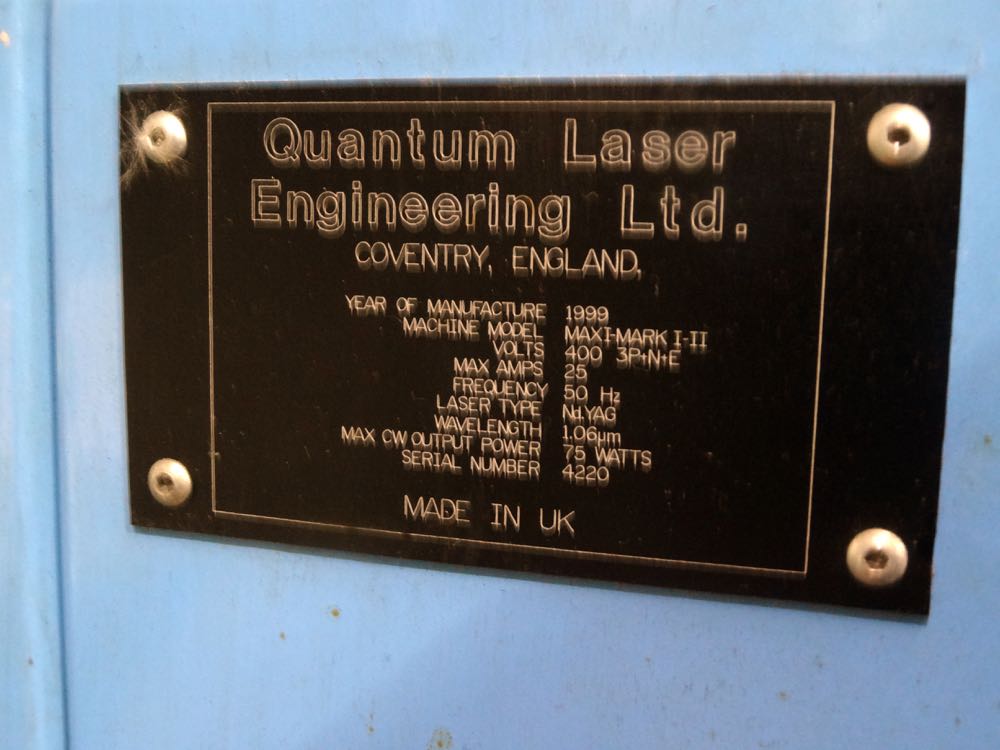 Quantum Laser
Engineering Ltd.
COVENTRY, ENGLAND,
YEAR OF MANUFACTURE 1999
MACHINE MODEL MAXI-MARK I-II
VOLTS 400 3P+N+E
MAX AMPS 25
FREQUENCY 50 Hz
LASER TYPE Nd.YAG
WAVELENGTH 1.06µm
MAX CW OUTPUT POWER 75 WATTS
SERIAL NUMBER 4220
MADE IN UK